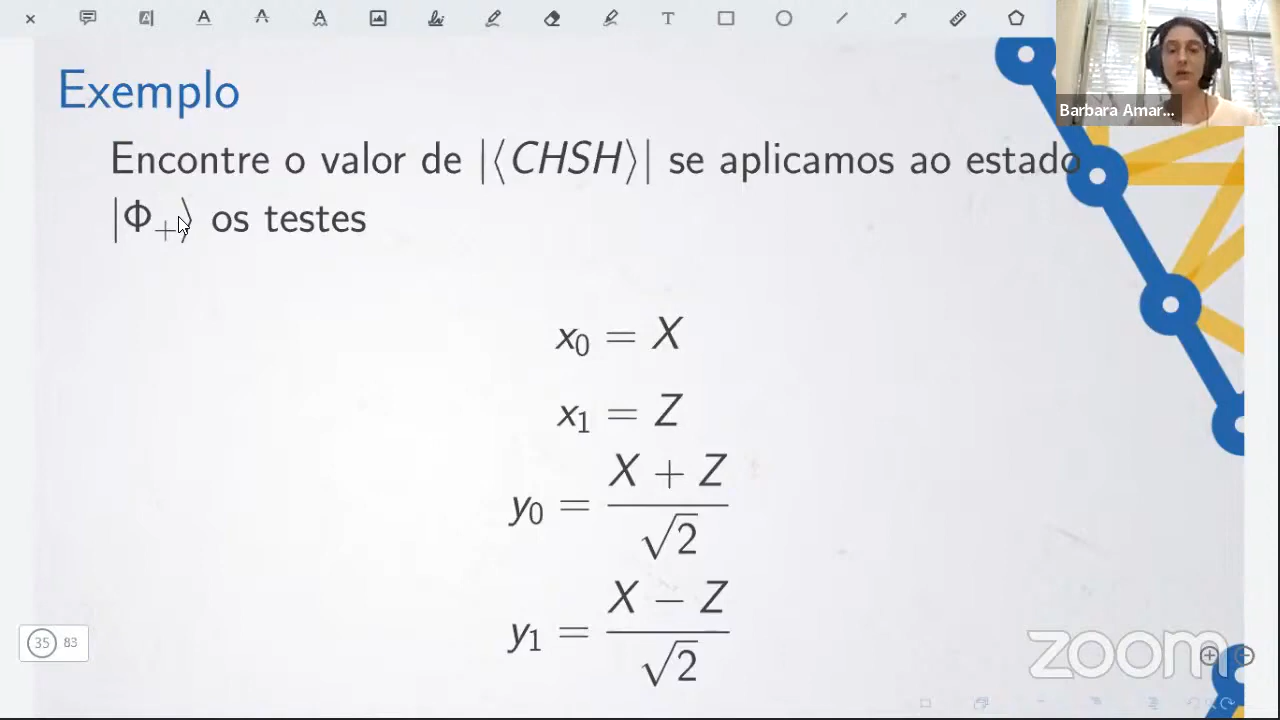 Exemplo
Barbara Amar...
Encontre o valor de |⟨CHSH⟩| se aplicamos ao estado
|Φ₊⟩ os testes
x₀ = X
x₁ = Z
y₀ = (X + Z)/√2
y₁ = (X − Z)/√2
35 83
zoom